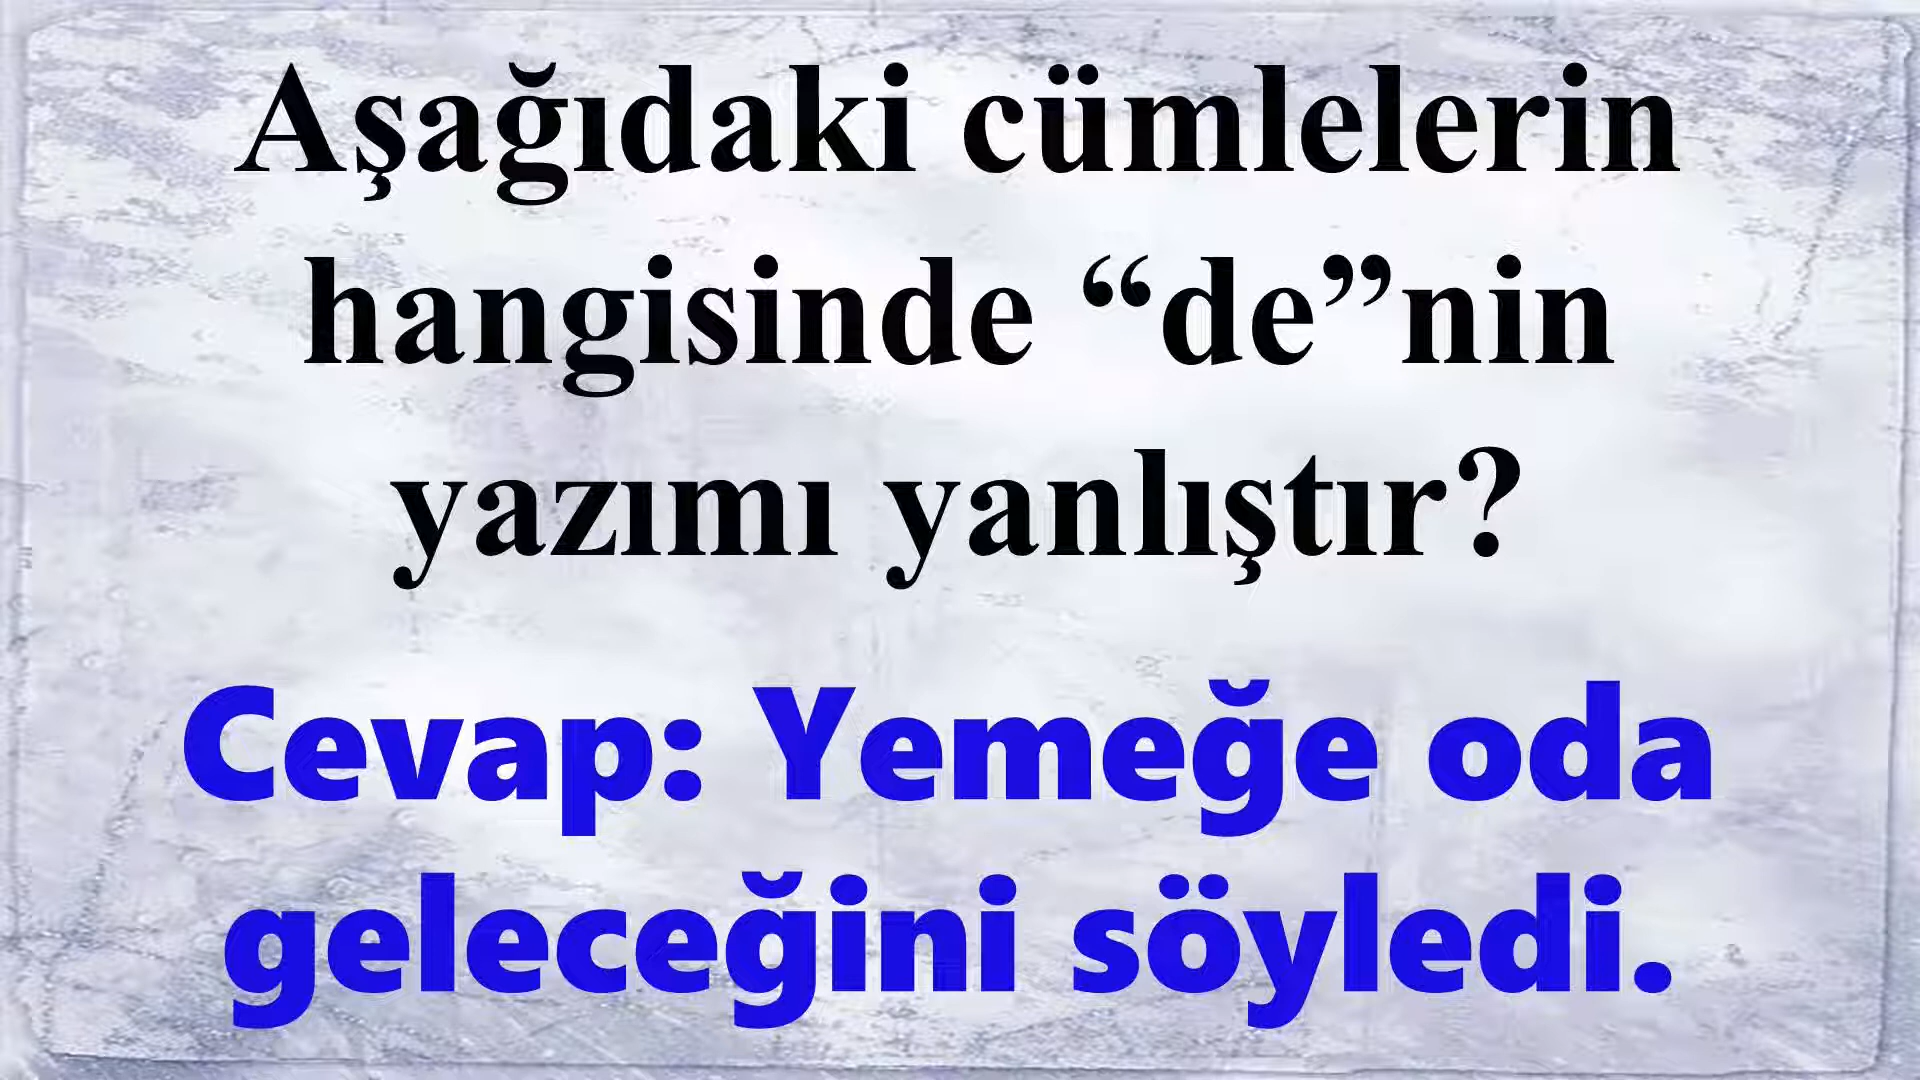 Aşağıdaki cümlelerin
hangisinde “de”nin
yazımı yanlıştır?
Cevap: Yemeğe oda
geleceğini söyledi.